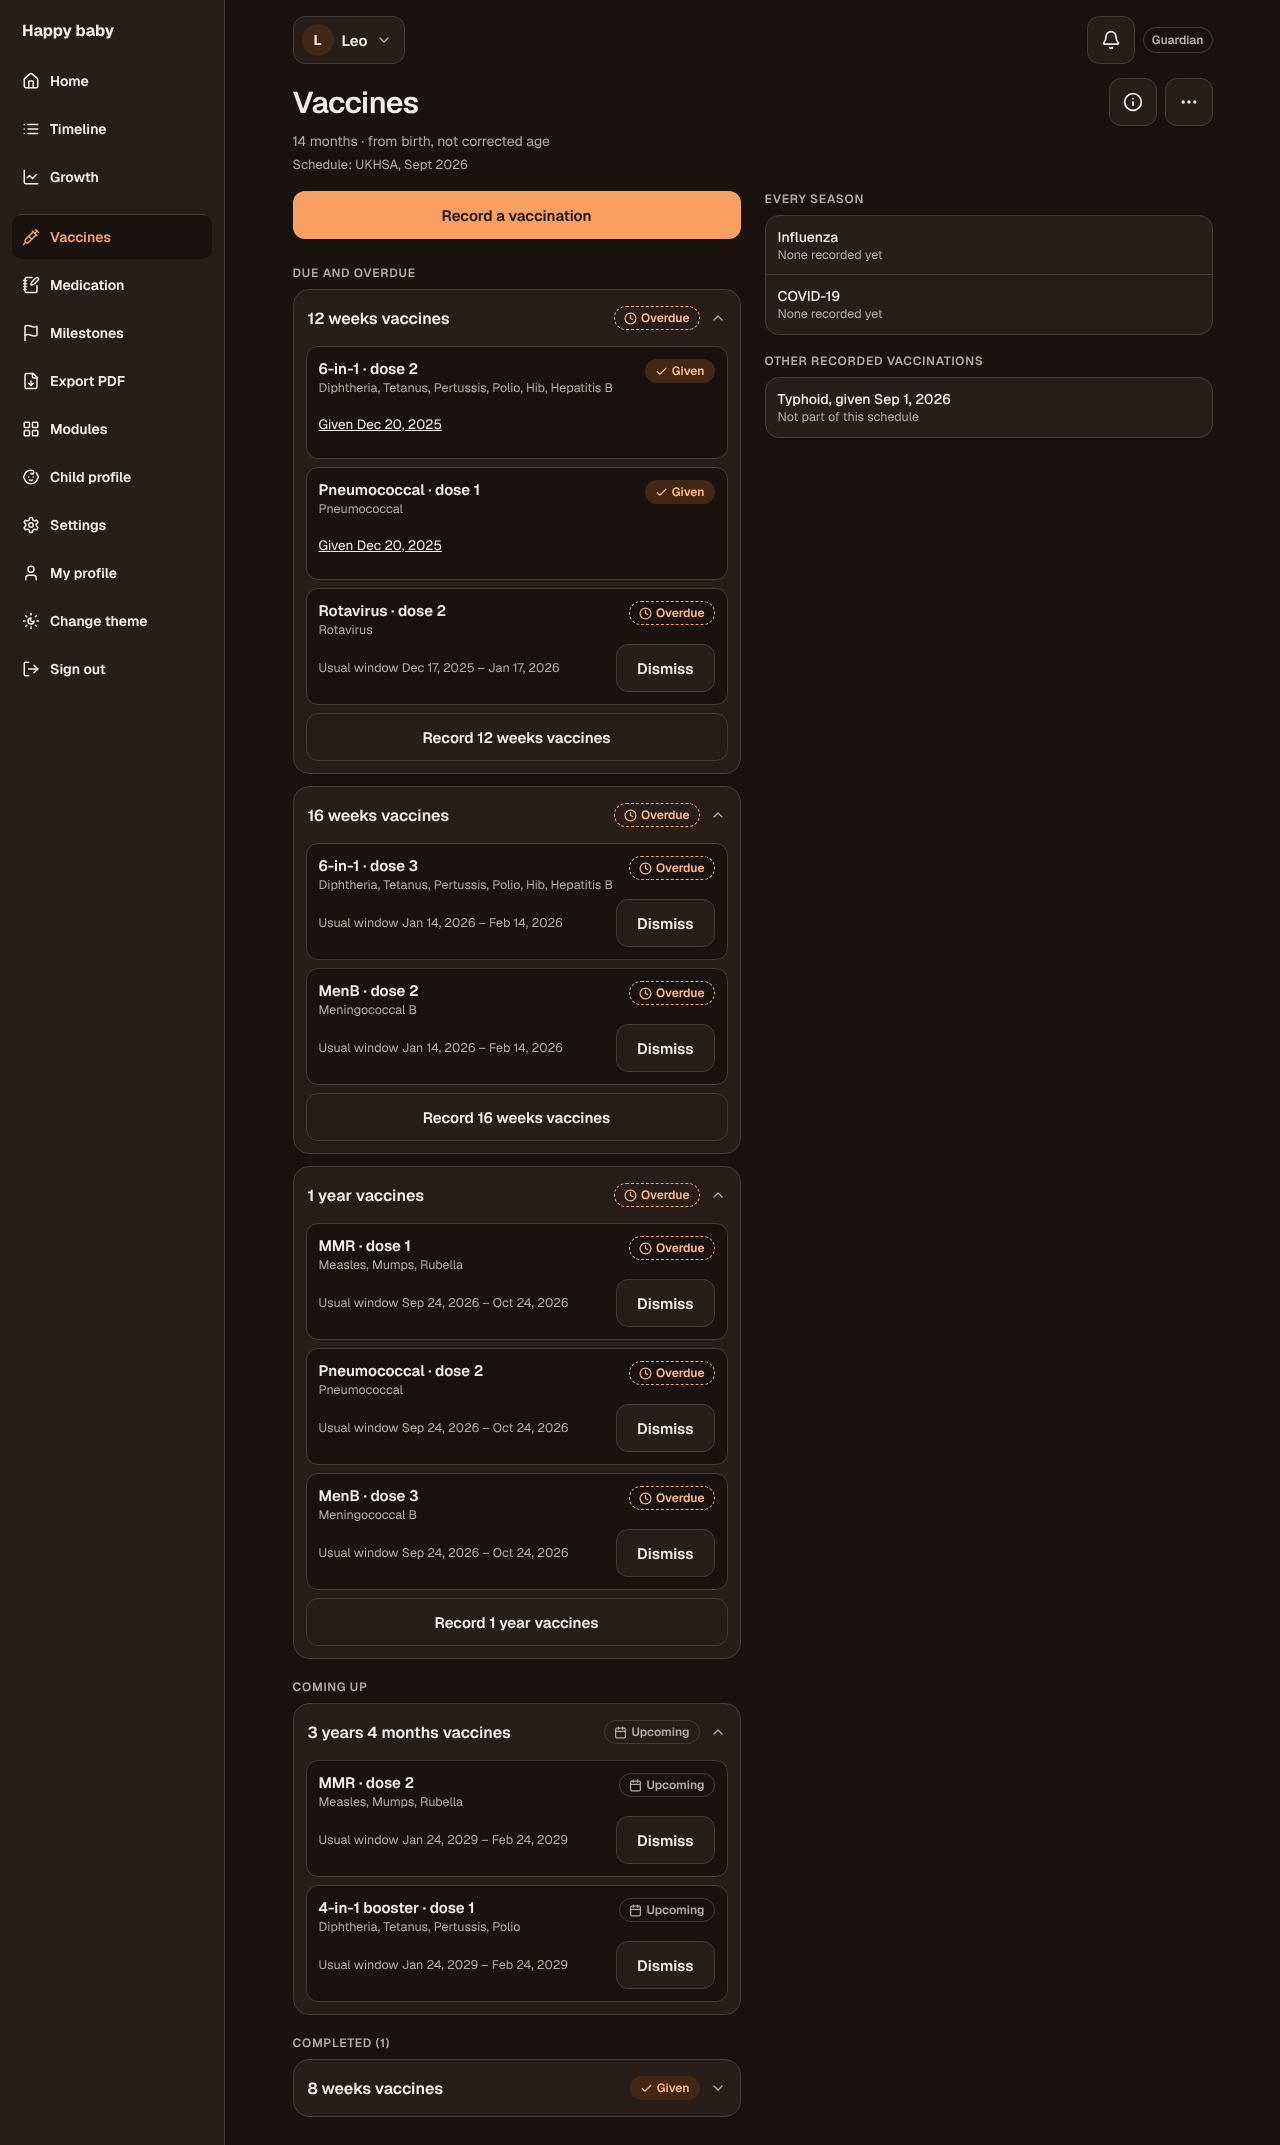 Happy baby
Home
Timeline
Growth
Vaccines
Medication
Milestones
Export PDF
Modules
Child profile
Settings
My profile
Change theme
Sign out
L Leo
Guardian
Vaccines
14 months · from birth, not corrected age
Schedule: UKHSA, Sept 2026
Record a vaccination
DUE AND OVERDUE
12 weeks vaccines Overdue
6-in-1 · dose 2 Given
Diphtheria, Tetanus, Pertussis, Polio, Hib, Hepatitis B
Given Dec 20, 2025
Pneumococcal · dose 1 Given
Pneumococcal
Given Dec 20, 2025
Rotavirus · dose 2 Overdue
Rotavirus
Usual window Dec 17, 2025 – Jan 17, 2026 Dismiss
Record 12 weeks vaccines
16 weeks vaccines Overdue
6-in-1 · dose 3 Overdue
Diphtheria, Tetanus, Pertussis, Polio, Hib, Hepatitis B
Usual window Jan 14, 2026 – Feb 14, 2026 Dismiss
MenB · dose 2 Overdue
Meningococcal B
Usual window Jan 14, 2026 – Feb 14, 2026 Dismiss
Record 16 weeks vaccines
1 year vaccines Overdue
MMR · dose 1 Overdue
Measles, Mumps, Rubella
Usual window Sep 24, 2026 – Oct 24, 2026 Dismiss
Pneumococcal · dose 2 Overdue
Pneumococcal
Usual window Sep 24, 2026 – Oct 24, 2026 Dismiss
MenB · dose 3 Overdue
Meningococcal B
Usual window Sep 24, 2026 – Oct 24, 2026 Dismiss
Record 1 year vaccines
COMING UP
3 years 4 months vaccines Upcoming
MMR · dose 2 Upcoming
Measles, Mumps, Rubella
Usual window Jan 24, 2029 – Feb 24, 2029 Dismiss
4-in-1 booster · dose 1 Upcoming
Diphtheria, Tetanus, Pertussis, Polio
Usual window Jan 24, 2029 – Feb 24, 2029 Dismiss
COMPLETED (1)
8 weeks vaccines Given
EVERY SEASON
Influenza
None recorded yet
COVID-19
None recorded yet
OTHER RECORDED VACCINATIONS
Typhoid, given Sep 1, 2026
Not part of this schedule